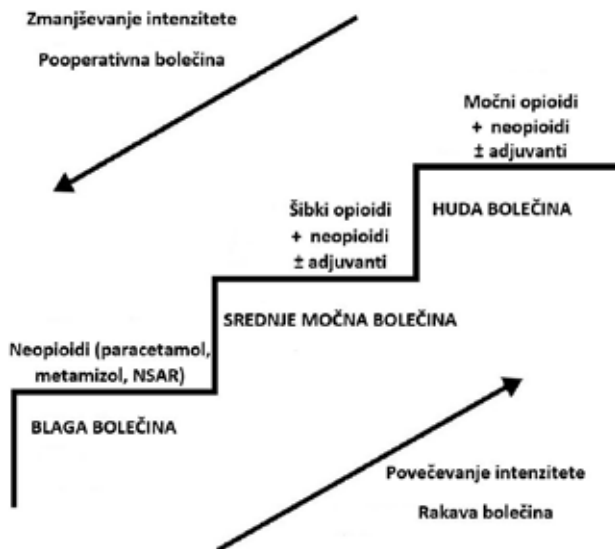 Zmanjševanje intenzitete
Pooperativna bolečina
Močni opioidi
+ neopioidi
± adjuvanti
HUDA BOLEČINA
Šibki opioidi
+ neopioidi
± adjuvanti
SREDNJE MOČNA BOLEČINA
Neopioidi (paracetamol,
metamizol, NSAR)
BLAGA BOLEČINA
Povečevanje intenzitete
Rakava bolečina